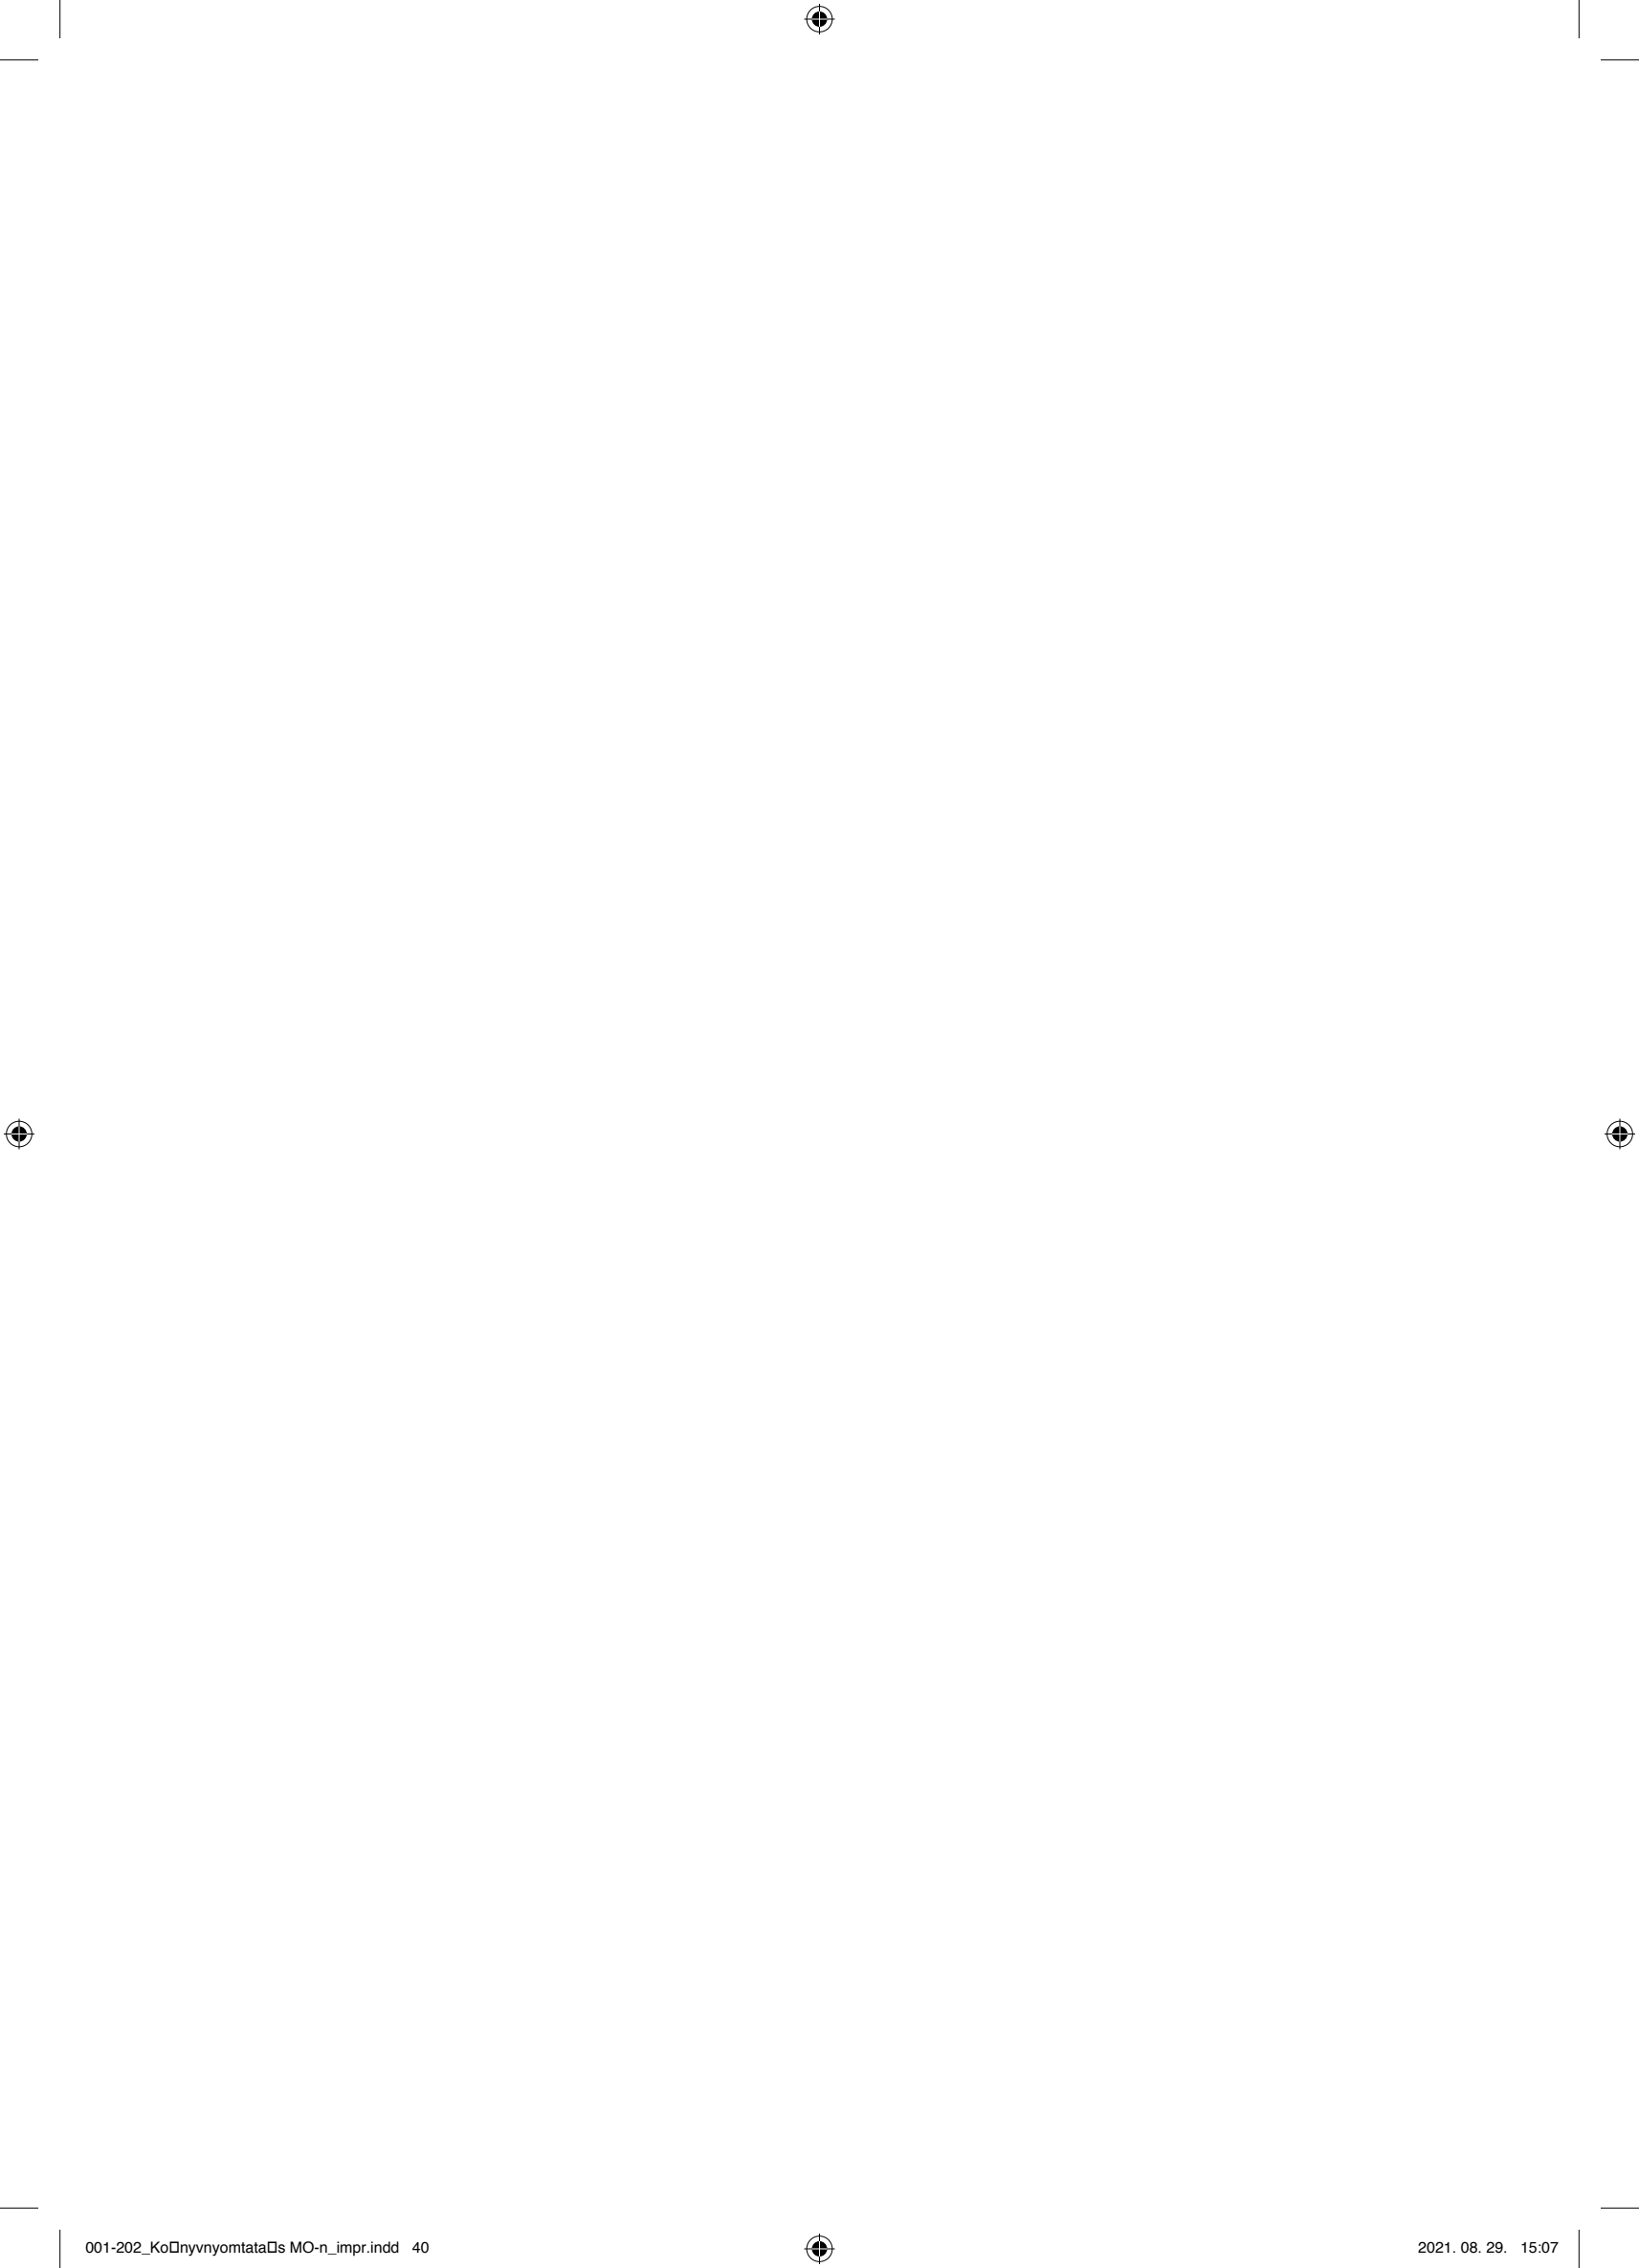 001-202_Ko□nyvnyomtata□s MO-n_impr.indd   40 2021. 08. 29.   15:07